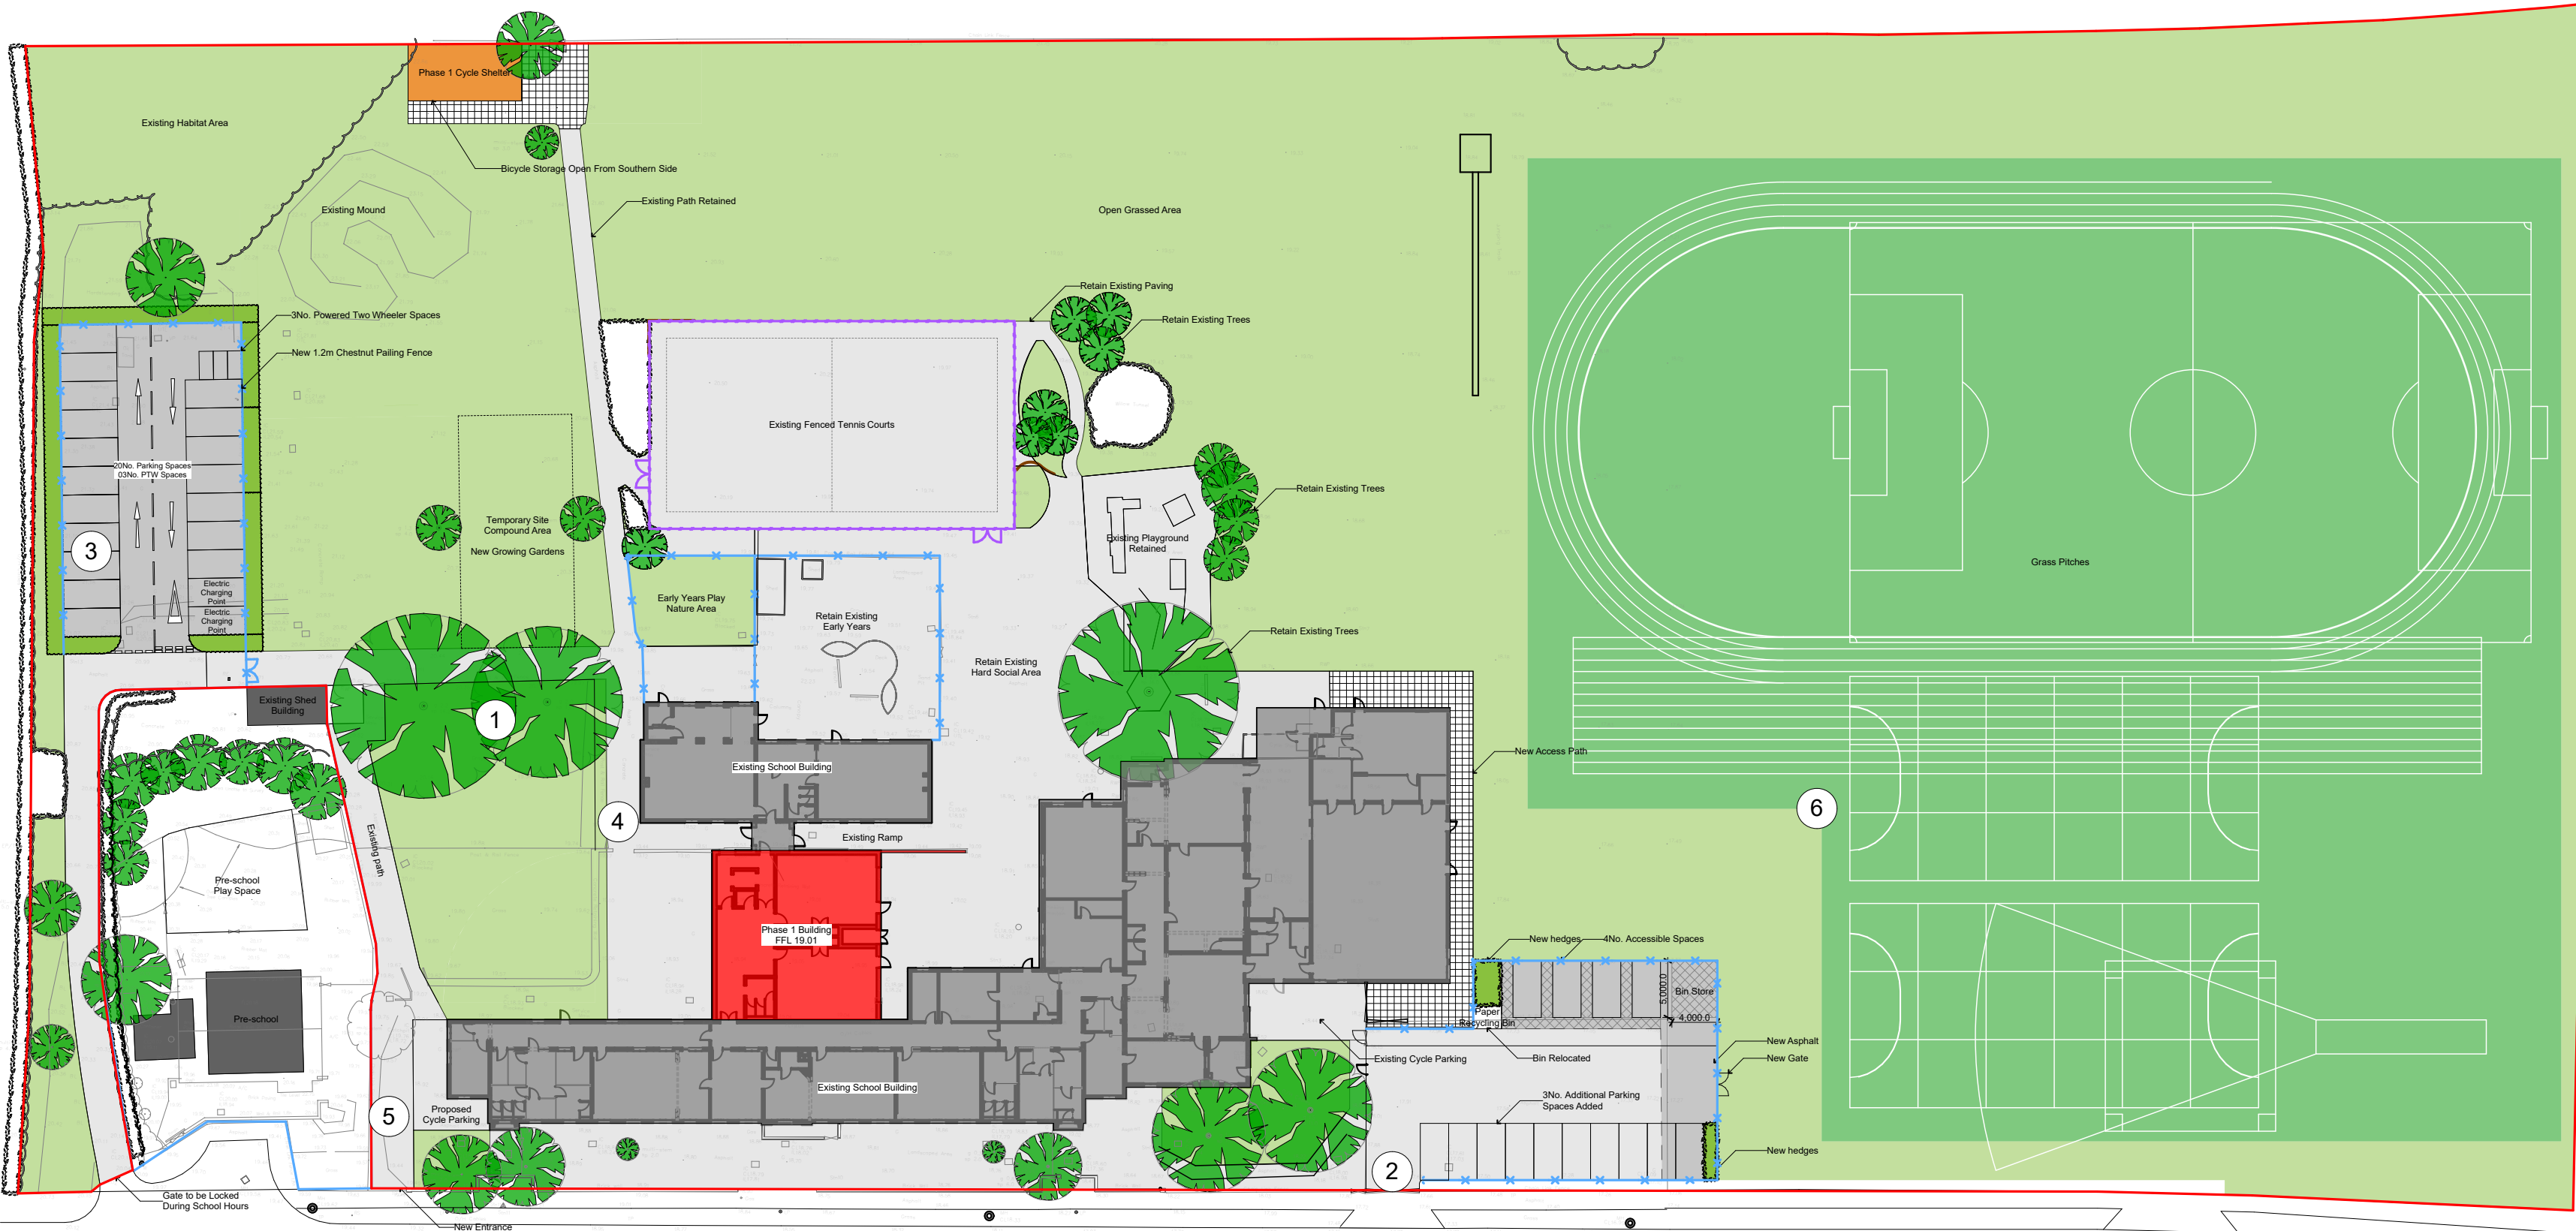 Phase 1 Cycle Shelter
Existing Habitat Area
Bicycle Storage Open From Southern Side
Existing Path Retained
Existing Mound
Open Grassed Area
Retain Existing Paving
3No. Powered Two Wheeler Spaces
Retain Existing Trees
New 1.2m Chestnut Pailing Fence
Existing Fenced Tennis Courts
20No. Parking Spaces
03No. PTW Spaces
Retain Existing Trees
3
Temporary Site
Compound Area
New Growing Gardens
Existing Playground
Retained
Grass Pitches
Electric
Charging
Point
Electric
Charging
Point
Early Years Play
Nature Area
Retain Existing
Early Years
Retain Existing Trees
Retain Existing
Hard Social Area
Existing Shed
Building
1
New Access Path
Existing School Building
6
4
Existing Ramp
Existing path
Pre-school
Play Space
Phase 1 Building
FFL 19.01
New hedges
4No. Accessible Spaces
5,000.0
Bin Store
4,000.0
Paper
Recycling Bin
Pre-school
New Asphalt
Existing Cycle Parking
Bin Relocated
New Gate
Existing School Building
3No. Additional Parking
Spaces Added
5
Proposed
Cycle Parking
New hedges
2
Gate to be Locked
During School Hours
New Entrance